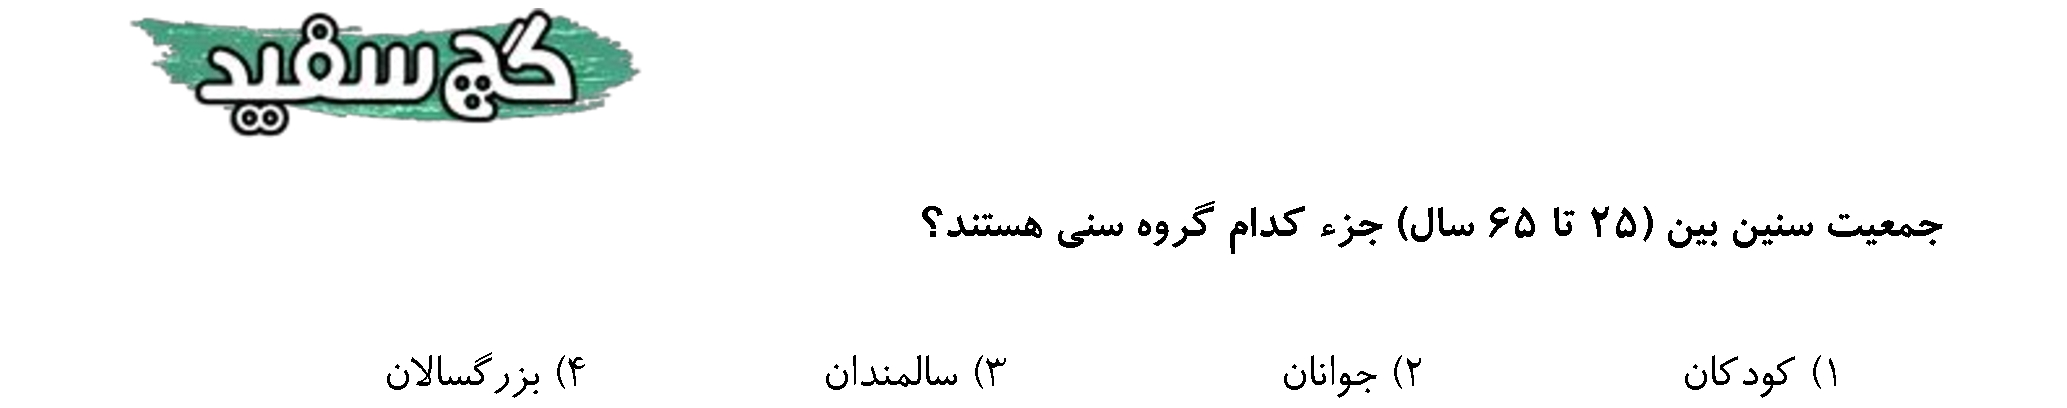 گچ سفید
جمعیت سنین بین (۲۵ تا ۶۵ سال) جزء کدام گروه سنی هستند؟
۱) کودکان ۲) جوانان ۳) سالمندان ۴) بزرگسالان